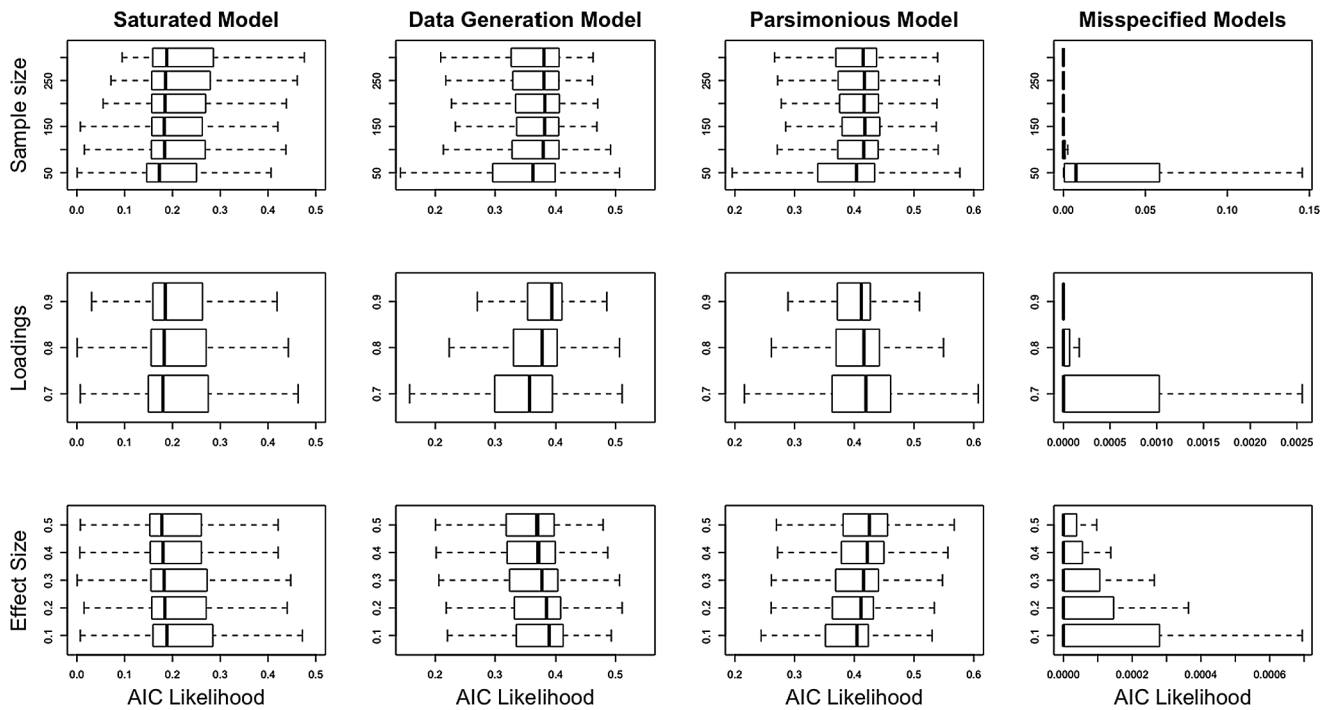 Saturated Model Data Generation Model Parsimonious Model Misspecified Models
Sample size
250 250 250 250
150 150 150 150
50 50 50 50
0.0 0.1 0.2 0.3 0.4 0.5 0.2 0.3 0.4 0.5 0.2 0.3 0.4 0.5 0.6 0.00 0.05 0.10 0.15
Loadings
0.9 0.9 0.9 0.9
0.8 0.8 0.8 0.8
0.7 0.7 0.7 0.7
0.0 0.1 0.2 0.3 0.4 0.5 0.2 0.3 0.4 0.5 0.2 0.3 0.4 0.5 0.6 0.0000 0.0005 0.0010 0.0015 0.0020 0.0025
Effect Size
0.5 0.5 0.5 0.5
0.4 0.4 0.4 0.4
0.3 0.3 0.3 0.3
0.2 0.2 0.2 0.2
0.1 0.1 0.1 0.1
0.0 0.1 0.2 0.3 0.4 0.5 0.2 0.3 0.4 0.5 0.2 0.3 0.4 0.5 0.6 0.0000 0.0002 0.0004 0.0006
AIC Likelihood AIC Likelihood AIC Likelihood AIC Likelihood